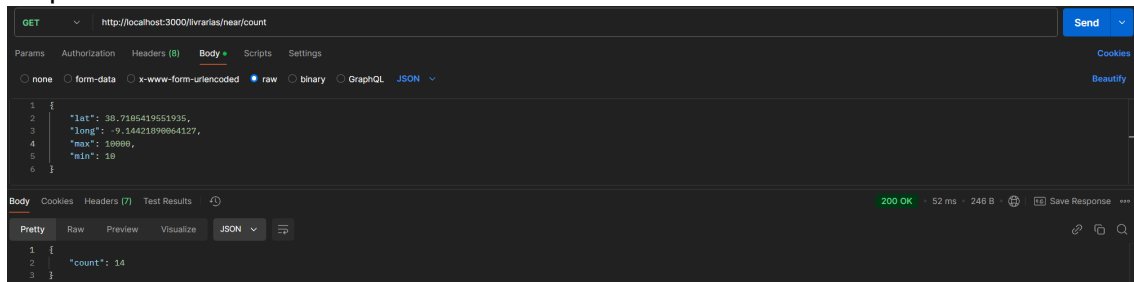 GET http://localhost:3000/livrarias/near/count Send
Params Authorization Headers (8) Body Scripts Settings Cookies
none form-data x-www-form-urlencoded raw binary GraphQL JSON Beautify
1 {
2 "lat": 38.7105419551935,
3 "long": -9.14421890064127,
4 "max": 10000,
5 "min": 10
6 }
Body Cookies Headers (7) Test Results 200 OK 52 ms 246 B Save Response
Pretty Raw Preview Visualize JSON
1 {
2 "count": 14
3 }